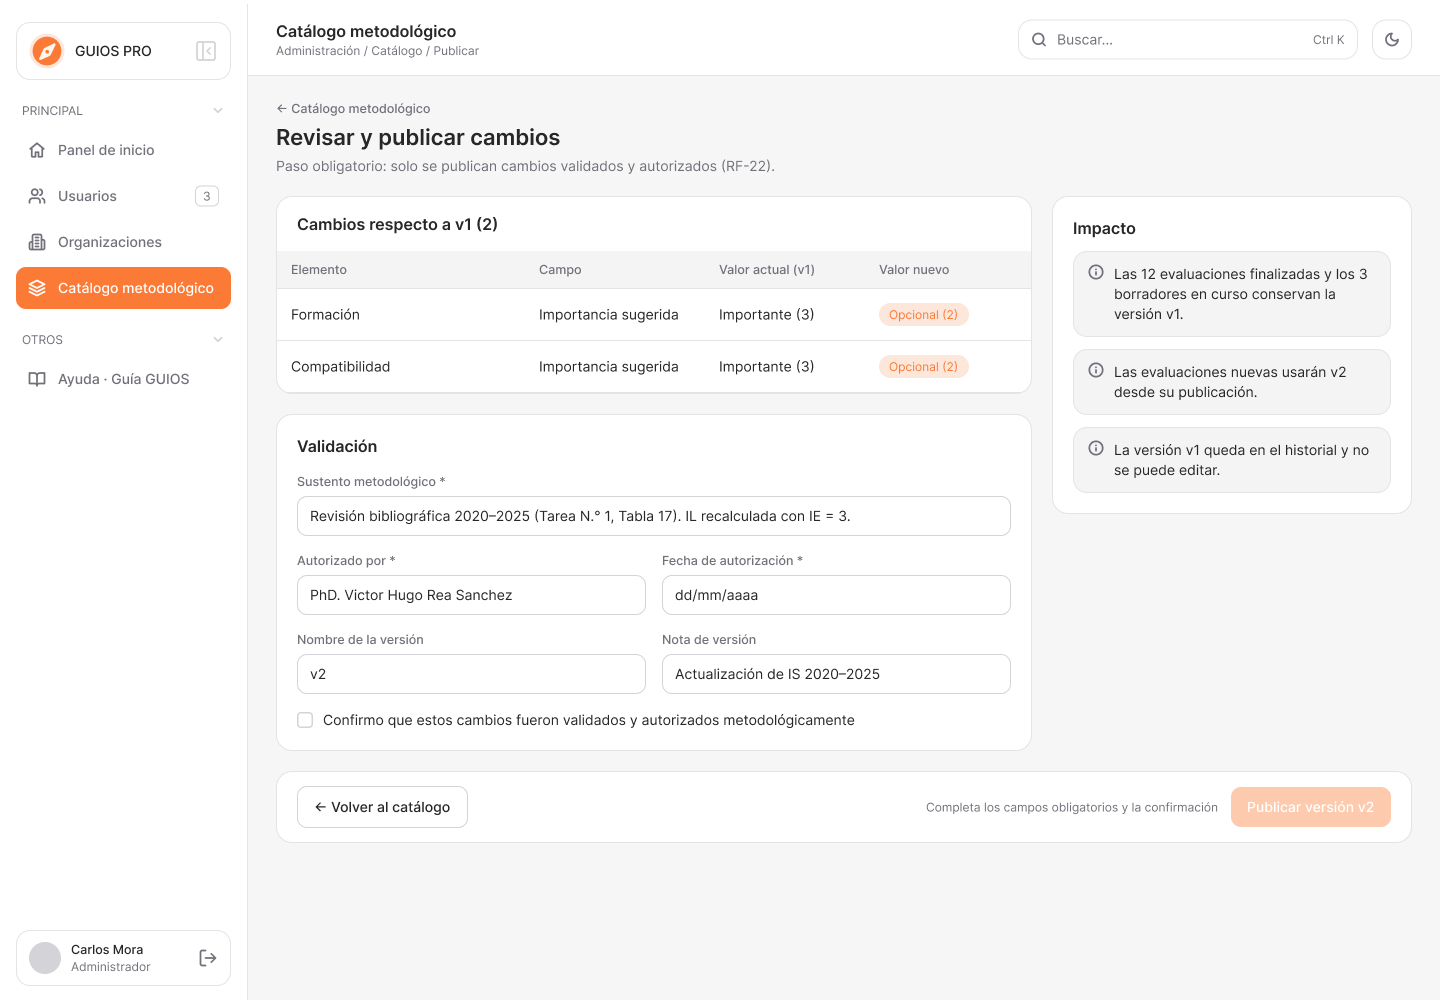 GUIOS PRO
PRINCIPAL
Panel de inicio
Usuarios
3
Organizaciones
Catálogo metodológico
OTROS
Ayuda · Guía GUIOS
Carlos Mora
Administrador
Catálogo metodológico
Administración / Catálogo / Publicar
Buscar...
Ctrl K
← Catálogo metodológico
Revisar y publicar cambios
Paso obligatorio: solo se publican cambios validados y autorizados (RF-22).
Cambios respecto a v1 (2)
Elemento Campo Valor actual (v1) Valor nuevo
Formación Importancia sugerida Importante (3) Opcional (2)
Compatibilidad Importancia sugerida Importante (3) Opcional (2)
Validación
Sustento metodológico *
Revisión bibliográfica 2020–2025 (Tarea N.° 1, Tabla 17). IL recalculada con IE = 3.
Autorizado por * Fecha de autorización *
PhD. Victor Hugo Rea Sanchez dd/mm/aaaa
Nombre de la versión Nota de versión
v2 Actualización de IS 2020–2025
Confirmo que estos cambios fueron validados y autorizados metodológicamente
Impacto
Las 12 evaluaciones finalizadas y los 3
borradores en curso conservan la
versión v1.
Las evaluaciones nuevas usarán v2
desde su publicación.
La versión v1 queda en el historial y no
se puede editar.
← Volver al catálogo
Completa los campos obligatorios y la confirmación
Publicar versión v2